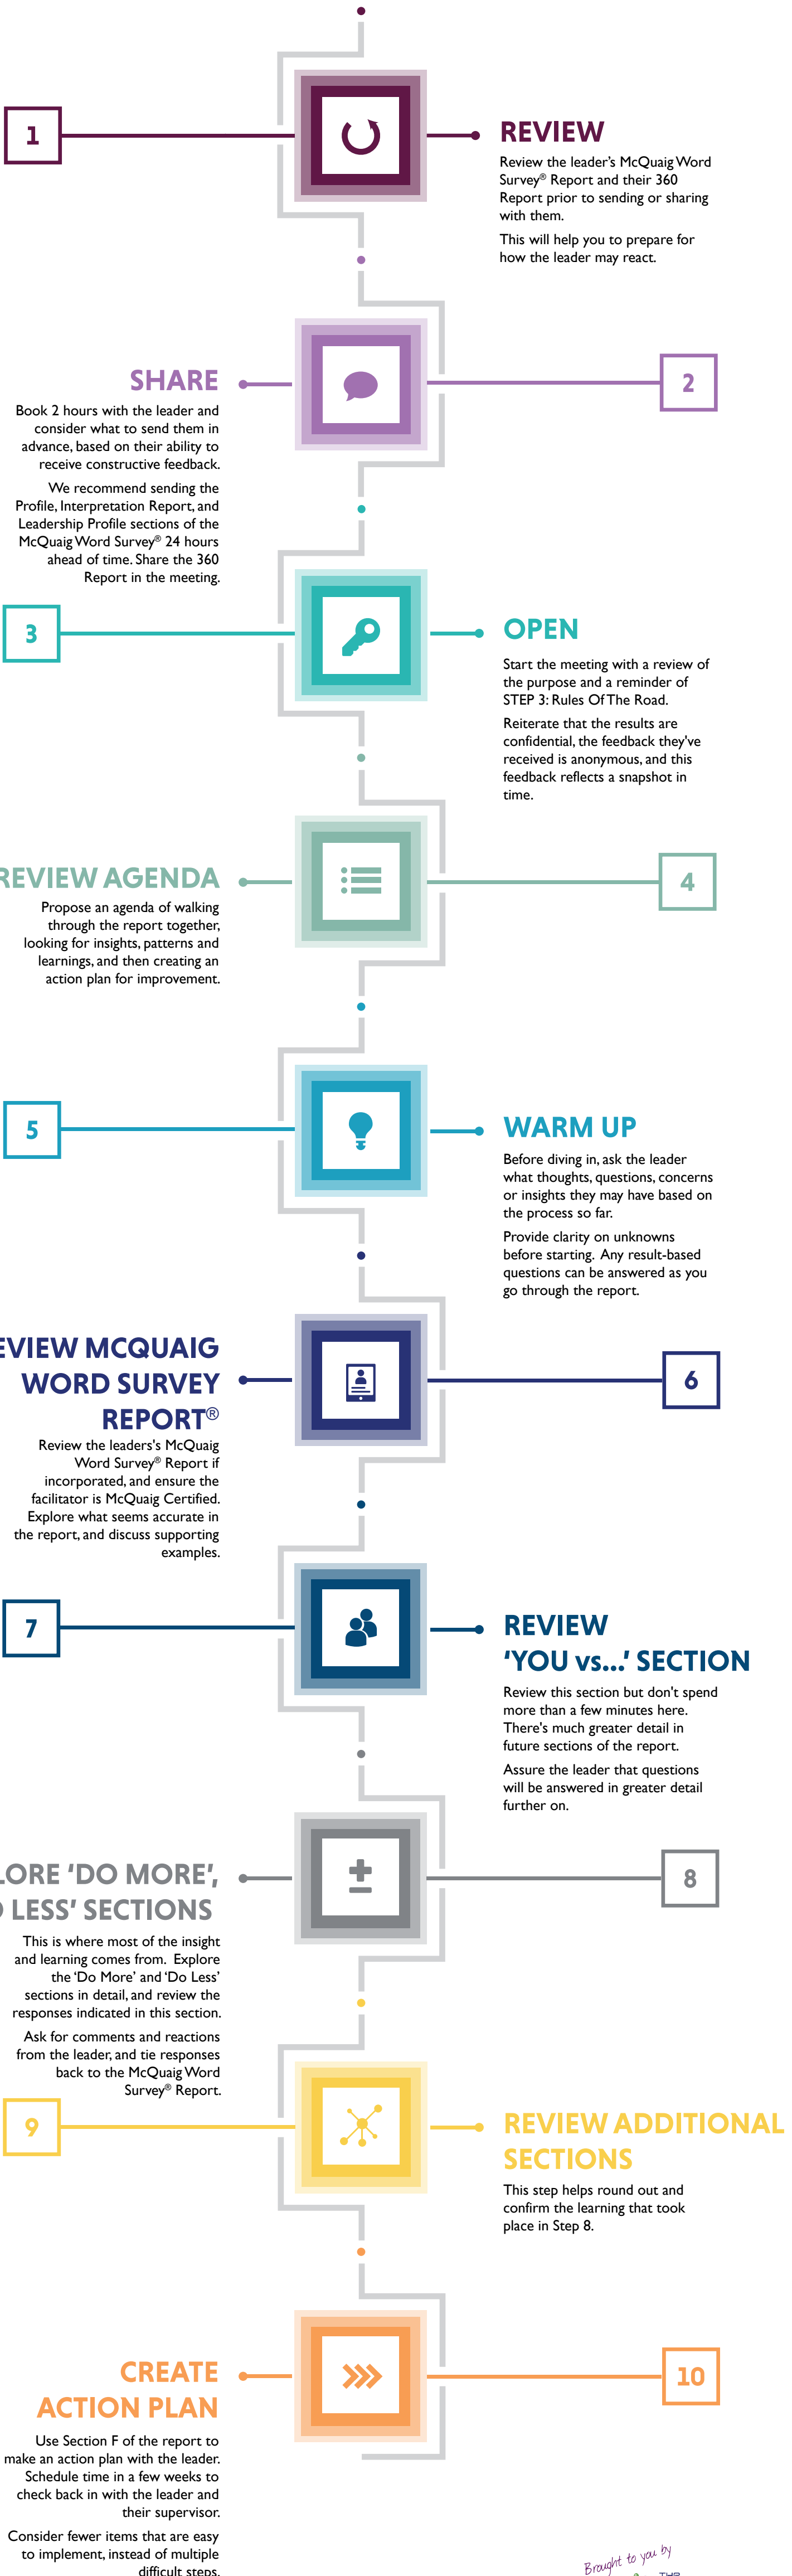 1
REVIEW
Review the leader’s McQuaig Word
Survey® Report and their 360
Report prior to sending or sharing
with them.
This will help you to prepare for
how the leader may react.
SHARE
2
Book 2 hours with the leader and
consider what to send them in
advance, based on their ability to
receive constructive feedback.
We recommend sending the
Profile, Interpretation Report, and
Leadership Profile sections of the
McQuaig Word Survey® 24 hours
ahead of time. Share the 360
Report in the meeting.
3
OPEN
Start the meeting with a review of
the purpose and a reminder of
STEP 3: Rules Of The Road.
Reiterate that the results are
confidential, the feedback they've
received is anonymous, and this
feedback reflects a snapshot in
time.
REVIEW AGENDA
4
Propose an agenda of walking
through the report together,
looking for insights, patterns and
learnings, and then creating an
action plan for improvement.
5
WARM UP
Before diving in, ask the leader
what thoughts, questions, concerns
or insights they may have based on
the process so far.
Provide clarity on unknowns
before starting. Any result-based
questions can be answered as you
go through the report.
EVIEW MCQUAIG
WORD SURVEY
REPORT®
6
Review the leaders's McQuaig
Word Survey® Report if
incorporated, and ensure the
facilitator is McQuaig Certified.
Explore what seems accurate in
the report, and discuss supporting
examples.
7
REVIEW
‘YOU vs...’ SECTION
Review this section but don't spend
more than a few minutes here.
There's much greater detail in
future sections of the report.
Assure the leader that questions
will be answered in greater detail
further on.
LORE ‘DO MORE’,
LESS’ SECTIONS
8
This is where most of the insight
and learning comes from. Explore
the ‘Do More’ and ‘Do Less’
sections in detail, and review the
responses indicated in this section.
Ask for comments and reactions
from the leader, and tie responses
back to the McQuaig Word
Survey® Report.
9
REVIEW ADDITIONAL
SECTIONS
This step helps round out and
confirm the learning that took
place in Step 8.
CREATE
ACTION PLAN
10
Use Section F of the report to
make an action plan with the leader.
Schedule time in a few weeks to
check back in with the leader and
their supervisor.
Consider fewer items that are easy
to implement, instead of multiple
difficult steps.
Brought to you by